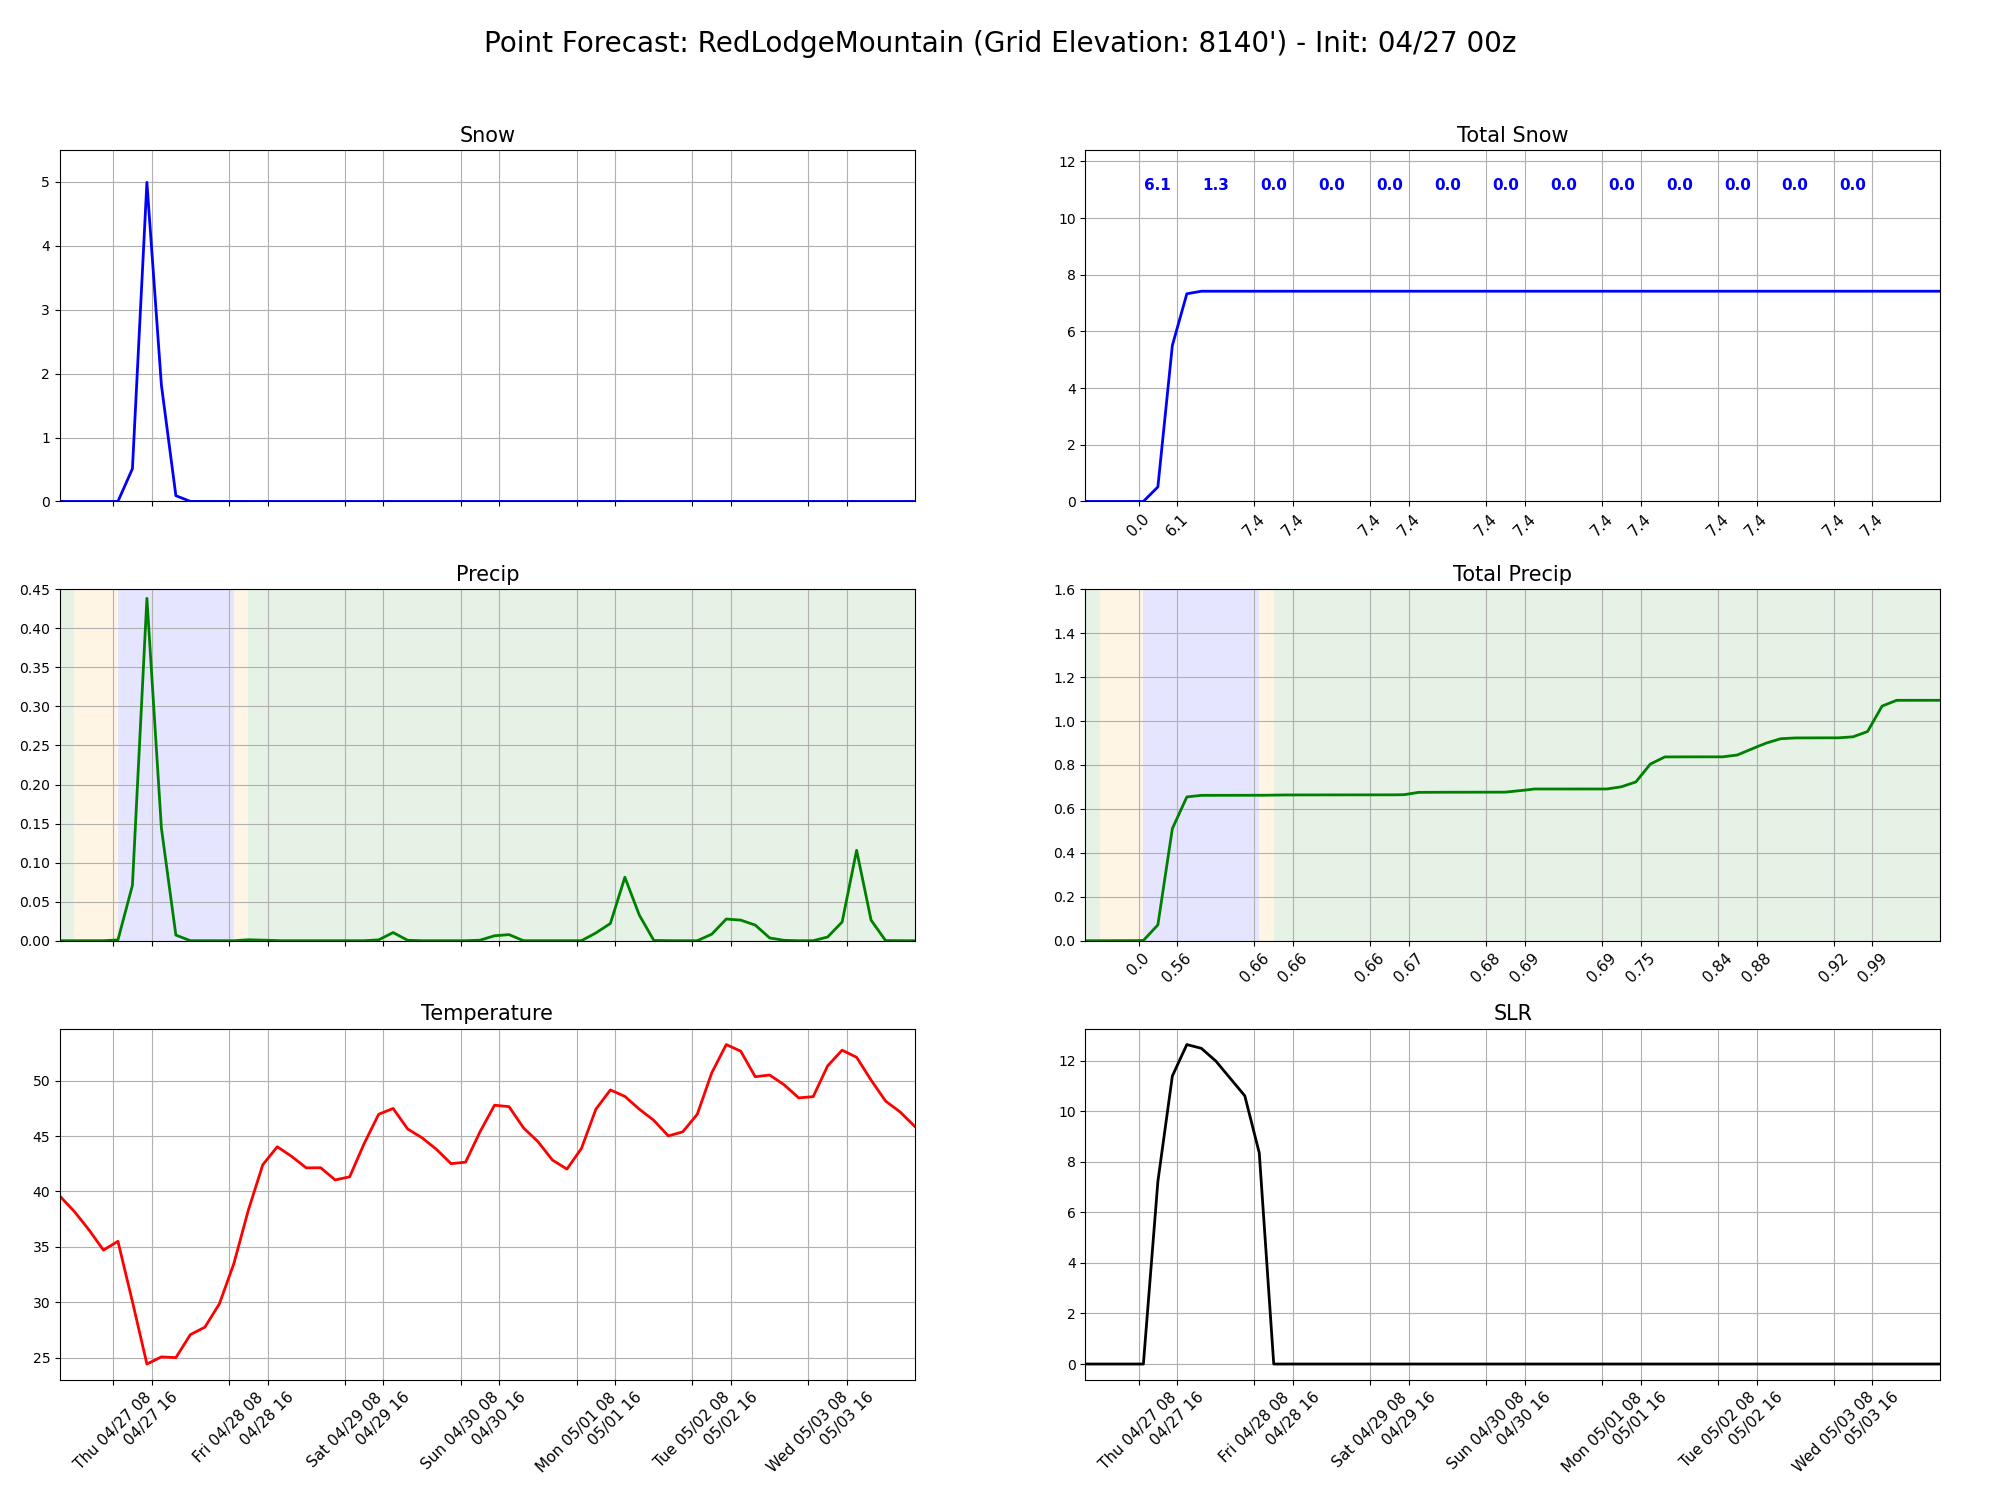 Point Forecast: RedLodgeMountain (Grid Elevation: 8140') - Init: 04/27 00z
Snow
5
4
3
2
1
0
Total Snow
12
10
8
6
4
2
0
6.1 1.3 0.0 0.0 0.0 0.0 0.0 0.0 0.0 0.0 0.0 0.0 0.0
0.0 6.1 7.4 7.4 7.4 7.4 7.4 7.4 7.4 7.4 7.4 7.4 7.4 7.4
Precip
0.45
0.40
0.35
0.30
0.25
0.20
0.15
0.10
0.05
0.00
Total Precip
1.6
1.4
1.2
1.0
0.8
0.6
0.4
0.2
0.0
0.0 0.56 0.66 0.66 0.66 0.67 0.68 0.69 0.69 0.75 0.84 0.88 0.92 0.99
Temperature
50
45
40
35
30
25
Thu 04/27 08
04/27 16
Fri 04/28 08
04/28 16
Sat 04/29 08
04/29 16
Sun 04/30 08
04/30 16
Mon 05/01 08
05/01 16
Tue 05/02 08
05/02 16
Wed 05/03 08
05/03 16
SLR
12
10
8
6
4
2
0
Thu 04/27 08
04/27 16
Fri 04/28 08
04/28 16
Sat 04/29 08
04/29 16
Sun 04/30 08
04/30 16
Mon 05/01 08
05/01 16
Tue 05/02 08
05/02 16
Wed 05/03 08
05/03 16